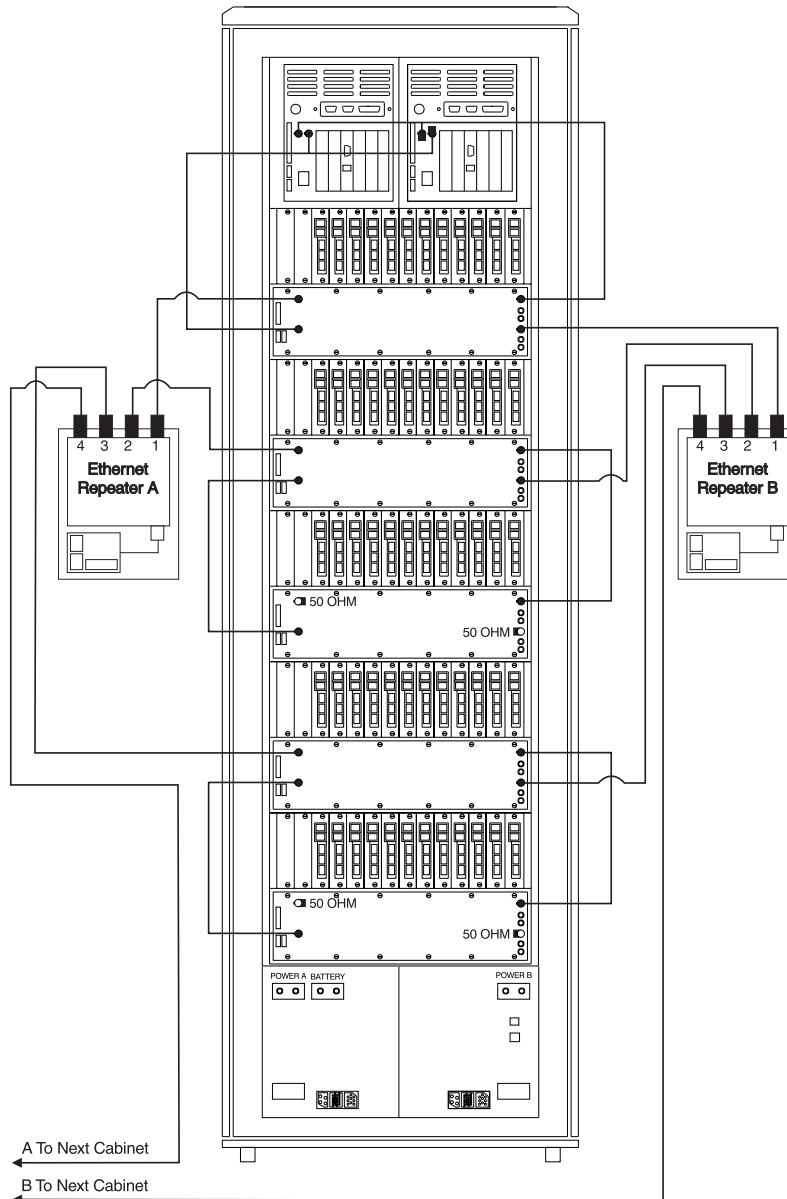 4 3 2 1
Ethernet
Repeater A
4 3 2 1
Ethernet
Repeater B
50 OHM
50 OHM
50 OHM
50 OHM
POWER A BATTERY
POWER B
A To Next Cabinet
B To Next Cabinet